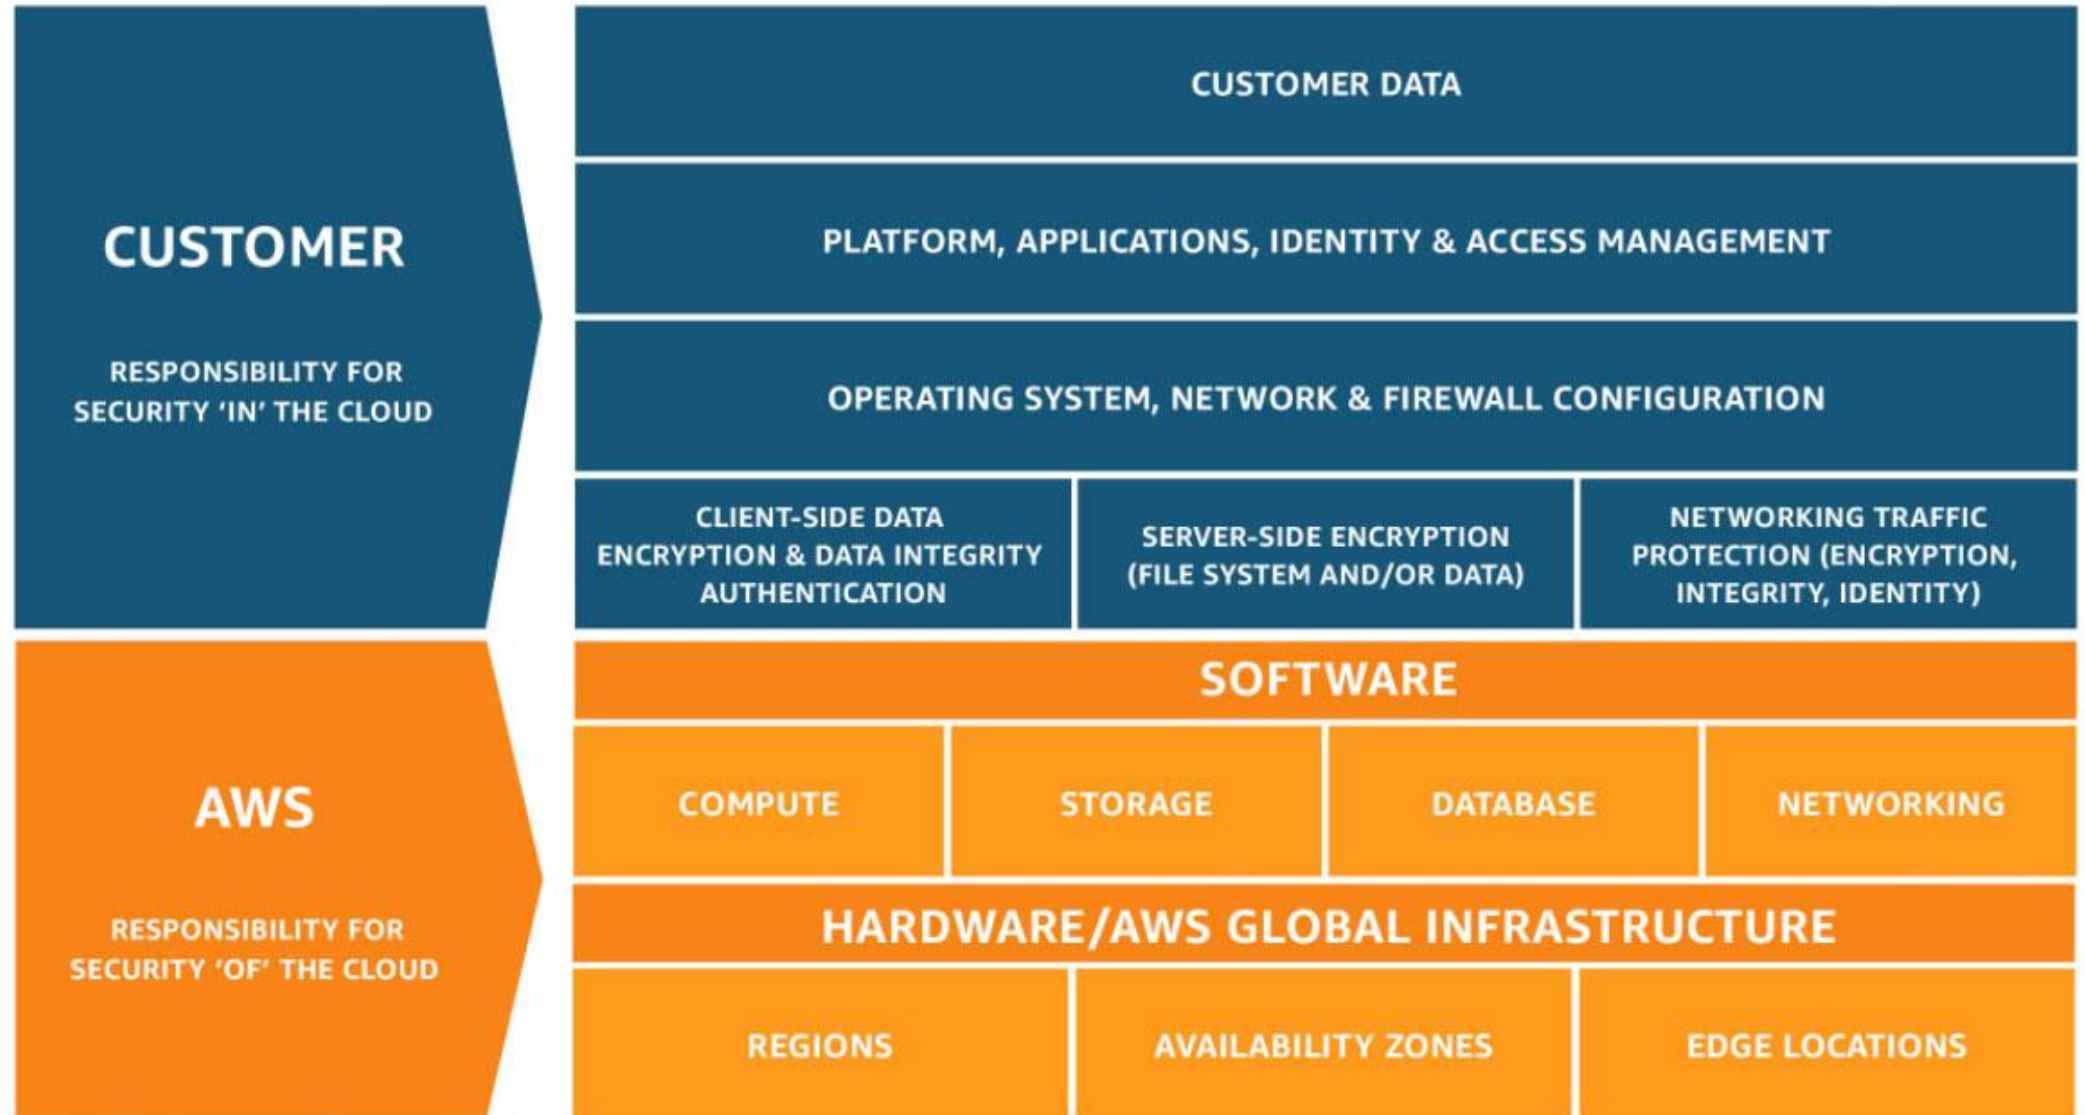 CUSTOMER
RESPONSIBILITY FOR
SECURITY ‘IN’ THE CLOUD
CUSTOMER DATA
PLATFORM, APPLICATIONS, IDENTITY & ACCESS MANAGEMENT
OPERATING SYSTEM, NETWORK & FIREWALL CONFIGURATION
CLIENT-SIDE DATA
ENCRYPTION & DATA INTEGRITY
AUTHENTICATION
SERVER-SIDE ENCRYPTION
(FILE SYSTEM AND/OR DATA)
NETWORKING TRAFFIC
PROTECTION (ENCRYPTION,
INTEGRITY, IDENTITY)
AWS
RESPONSIBILITY FOR
SECURITY ‘OF’ THE CLOUD
SOFTWARE
COMPUTE
STORAGE
DATABASE
NETWORKING
HARDWARE/AWS GLOBAL INFRASTRUCTURE
REGIONS
AVAILABILITY ZONES
EDGE LOCATIONS